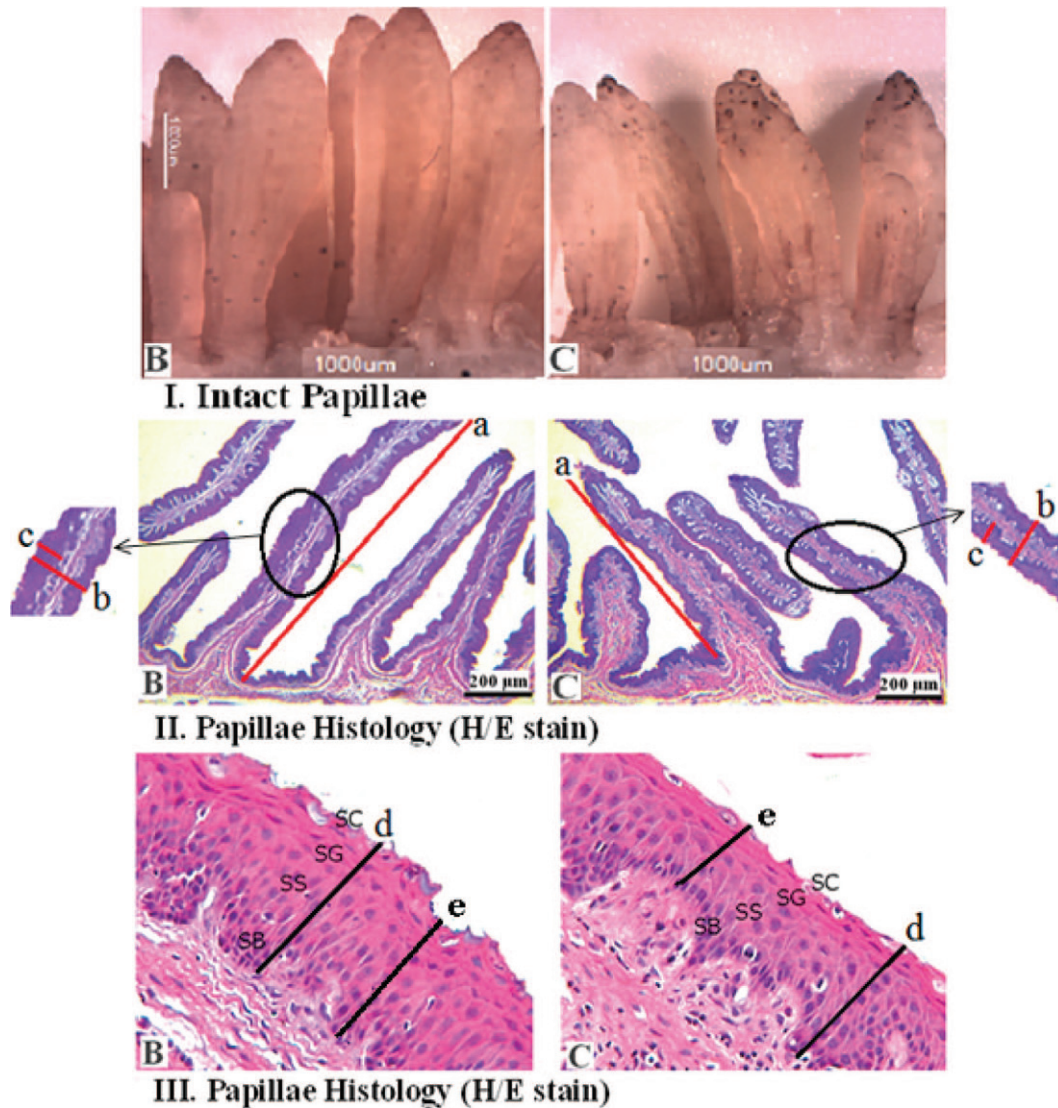 1000um
B
1000um
C
1000um
I. Intact Papillae
a
a
c
b
b
c
B
200 µm
C
200 µm
II. Papillae Histology (H/E stain)
SC
d
SG
SS
e
SB
B
e
SC
SG
SS
SB
d
C
III. Papillae Histology (H/E stain)